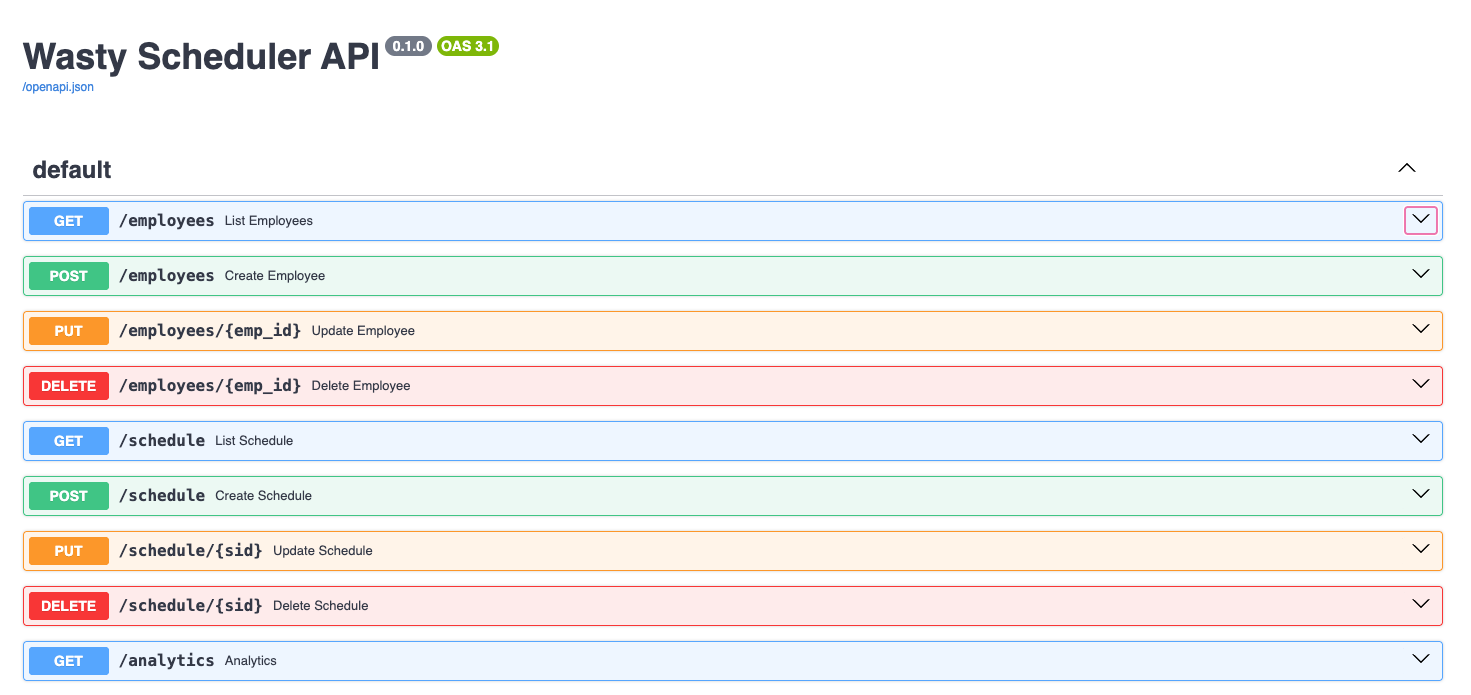 Wasty Scheduler API 0.1.0 OAS 3.1
/openapi.json
default
GET /employees List Employees
POST /employees Create Employee
PUT /employees/{emp_id} Update Employee
DELETE /employees/{emp_id} Delete Employee
GET /schedule List Schedule
POST /schedule Create Schedule
PUT /schedule/{sid} Update Schedule
DELETE /schedule/{sid} Delete Schedule
GET /analytics Analytics